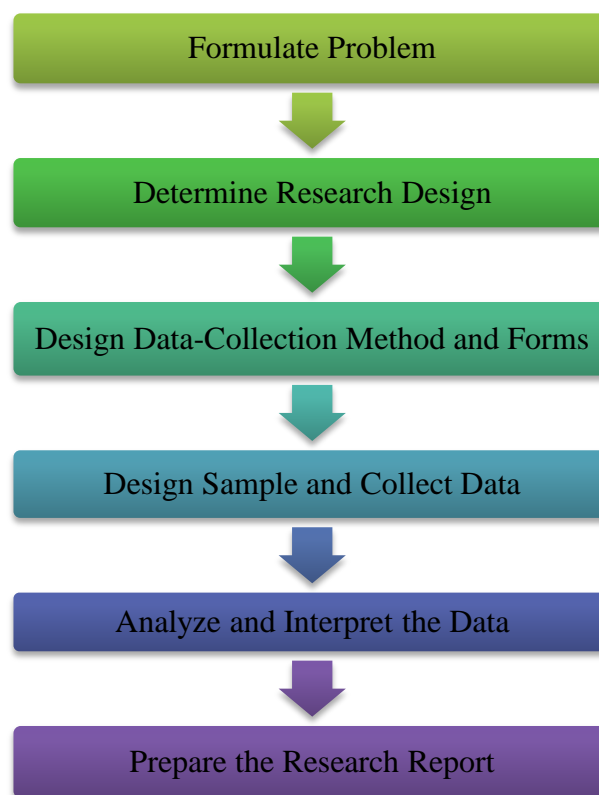 Formulate Problem
Determine Research Design
Design Data-Collection Method and Forms
Design Sample and Collect Data
Analyze and Interpret the Data
Prepare the Research Report